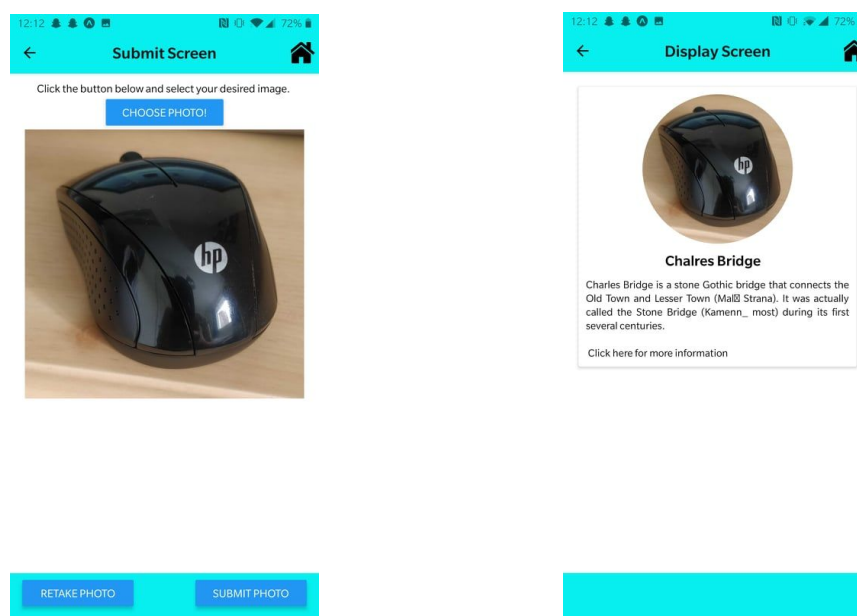 12:12 72%
Submit Screen
Click the button below and select your desired image.
CHOOSE PHOTO!
hp
RETAKE PHOTO SUBMIT PHOTO
12:12 72%
Display Screen
hp
Chalres Bridge
Charles Bridge is a stone Gothic bridge that connects the
Old Town and Lesser Town (Mal⍰ Strana). It was actually
called the Stone Bridge (Kamenn_ most) during its first
several centuries.
Click here for more information